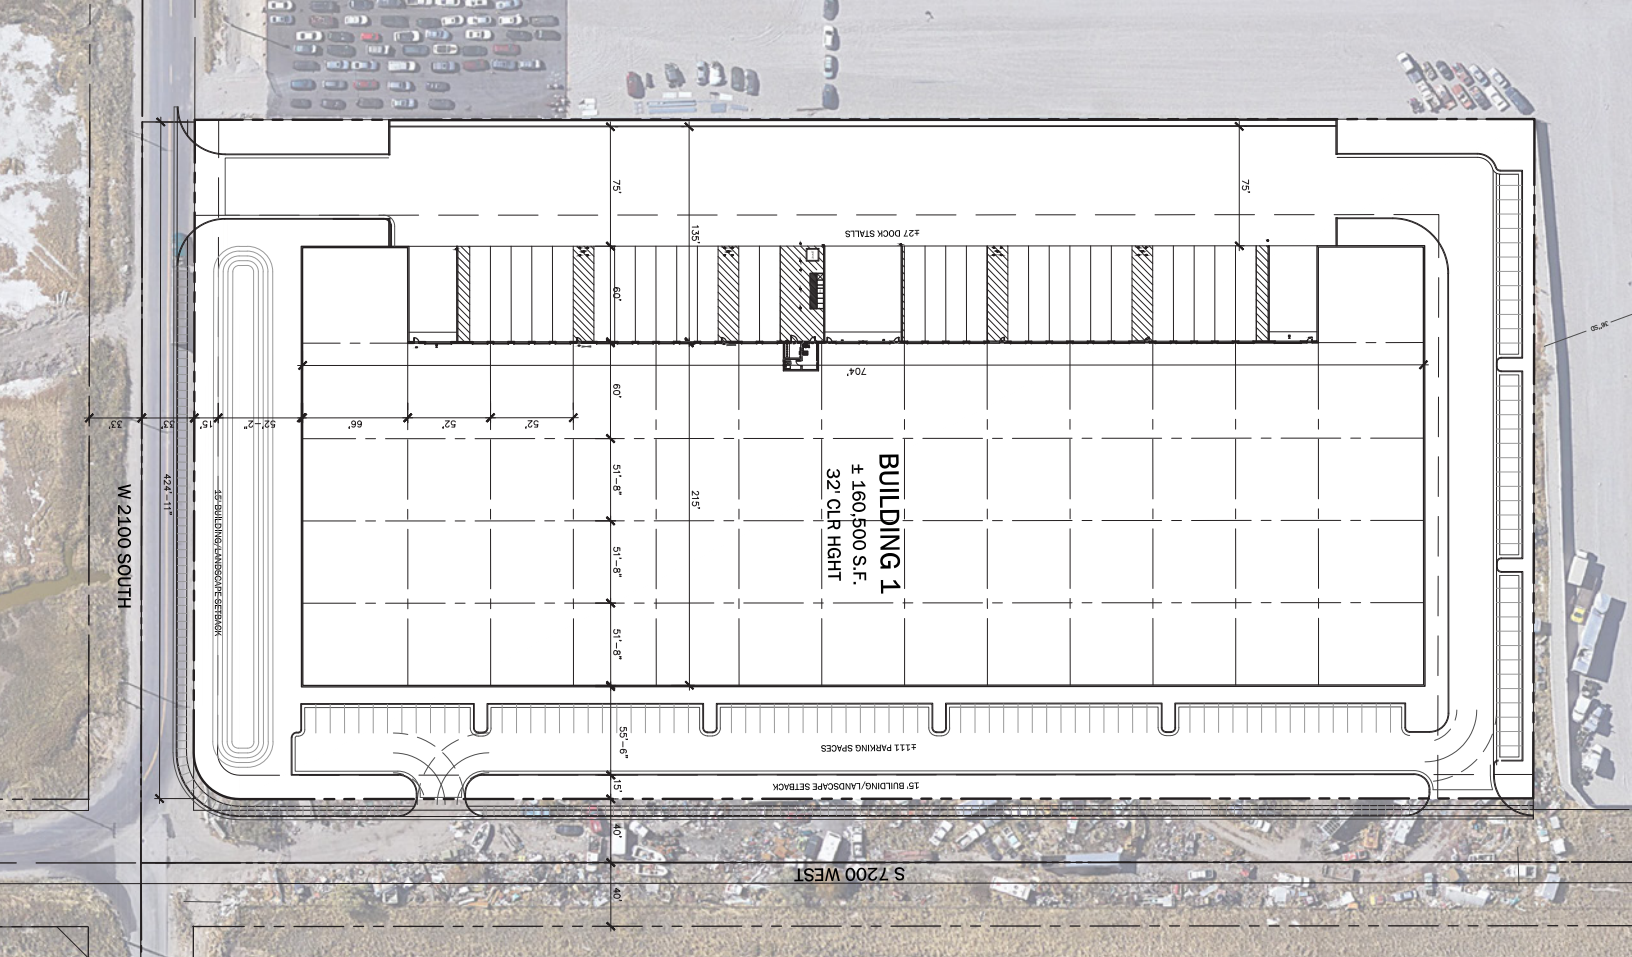 75'
75'
135'
±27 DOCK STALLS
60'
36"SD
704'
60'
33'
33'
15'
52'-2"
66'
52'
52'
BUILDING 1
± 160,500 S.F.
32' CLR HGHT
51'-8"
215'
424'-11"
W 2100 SOUTH
15' BUILDING/LANDSCAPE SETBACK
51'-8"
51'-8"
55'-6"
±111 PARKING SPACES
15'
15' BUILDING/LANDSCAPE SETBACK
40'
S 7200 WEST
40'